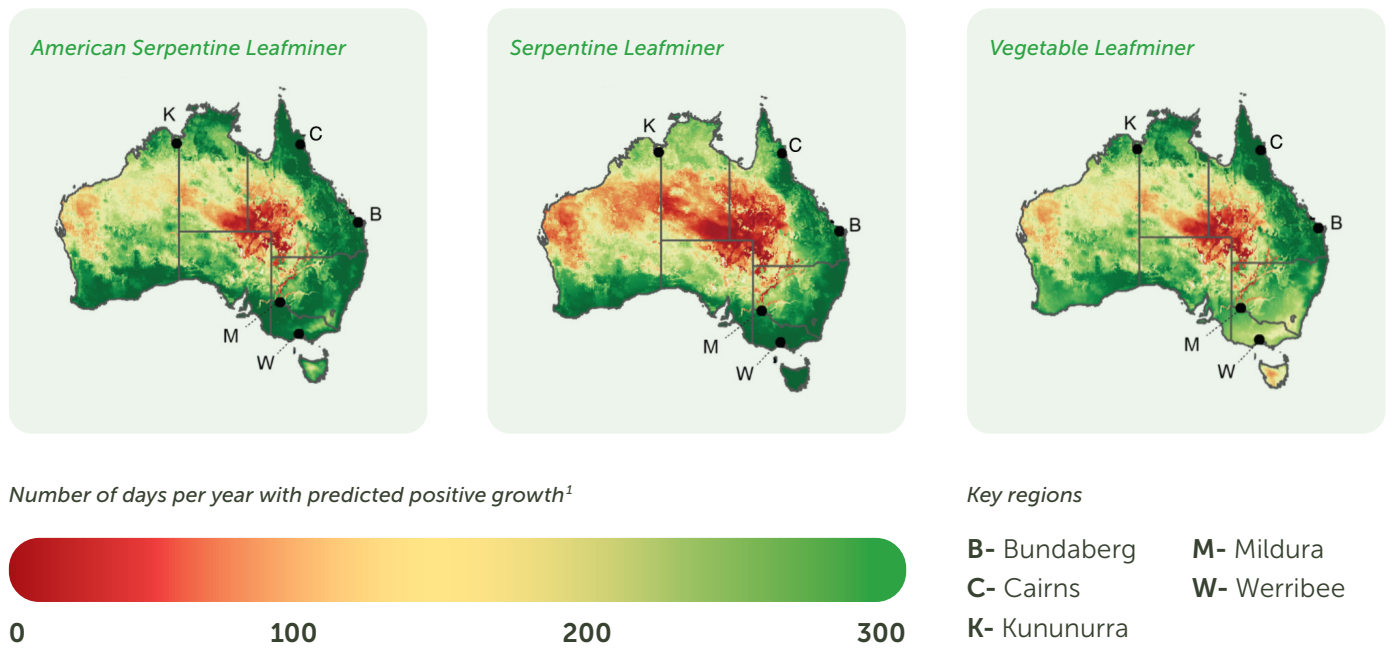 American Serpentine Leafminer
K
C
B
M
W
Serpentine Leafminer
K
C
B
M
W
Vegetable Leafminer
K
C
B
M
W
Number of days per year with predicted positive growth¹
0 100 200 300
Key regions
B- Bundaberg
C- Cairns
K- Kununurra
M- Mildura
W- Werribee